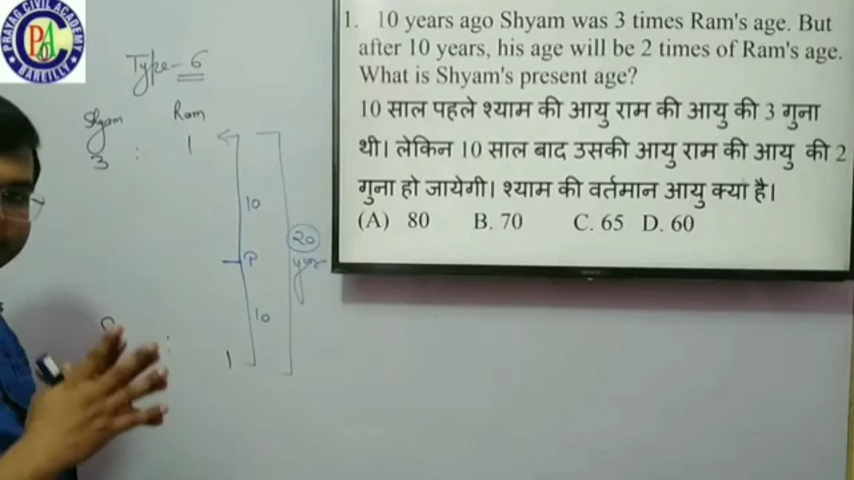 PRAYAG CIVIL ACADEMY
PCA
BAREILLY
Type-6
Shyam Ram
3 : 1
10
20
P
year
10
2 : 1
1. 10 years ago Shyam was 3 times Ram's age. But
after 10 years, his age will be 2 times of Ram's age.
What is Shyam's present age?
10 साल पहले श्याम की आयु राम की आयु की 3 गुना
थी। लेकिन 10 साल बाद उसकी आयु राम की आयु की 2
गुना हो जायेगी। श्याम की वर्तमान आयु क्या है।
(A) 80 B. 70 C. 65 D. 60